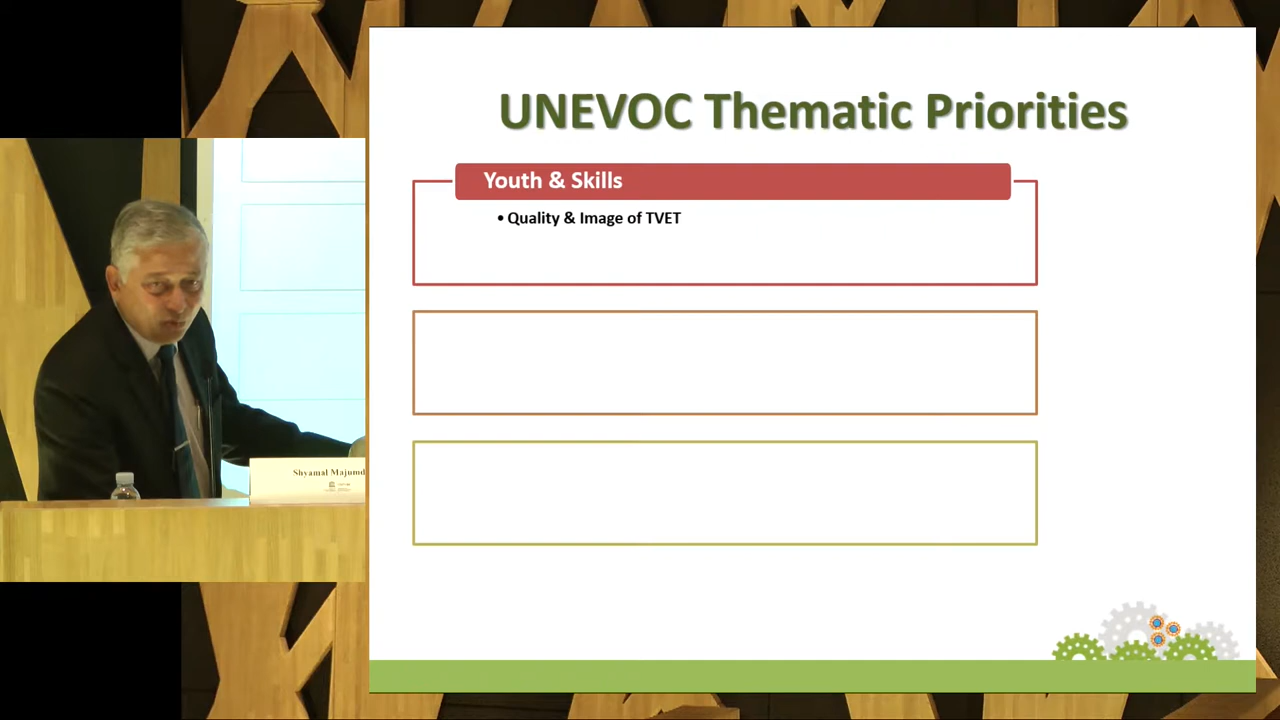 UNEVOC Thematic Priorities
Youth & Skills
• Quality & Image of TVET
Shyamal Majumd